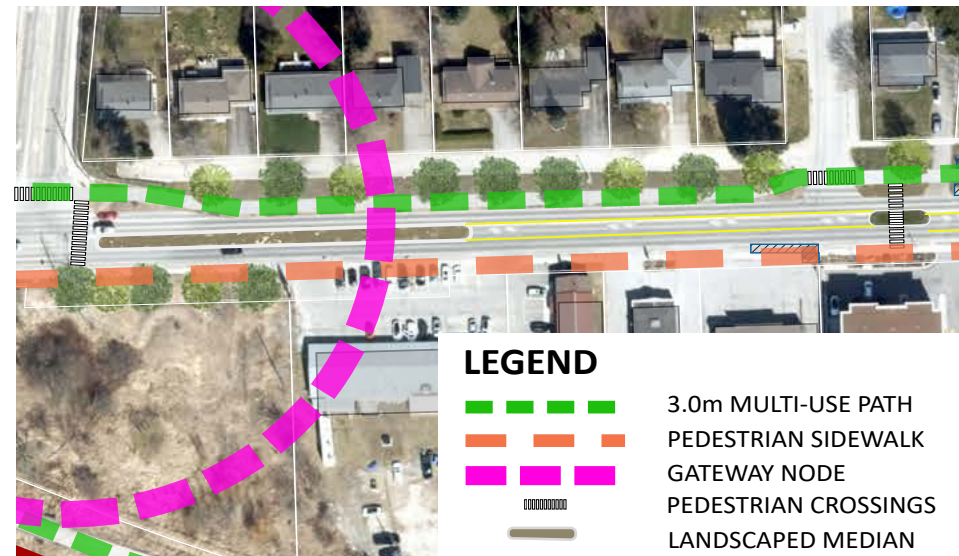 LEGEND
3.0m MULTI-USE PATH
PEDESTRIAN SIDEWALK
GATEWAY NODE
PEDESTRIAN CROSSINGS
LANDSCAPED MEDIAN